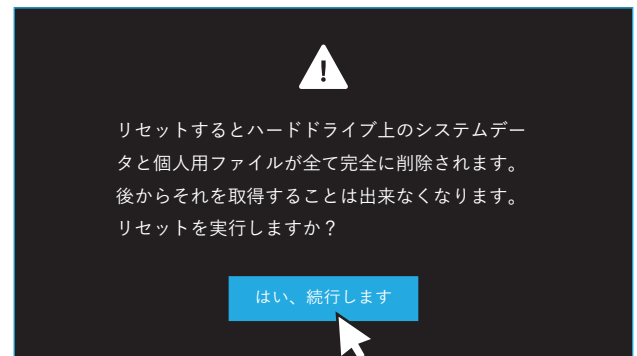 リセットするとハードドライブ上のシステムデー
タと個人用ファイルが全て完全に削除されます。
後からそれを取得することは出来なくなります。
リセットを実行しますか？
はい、続行します